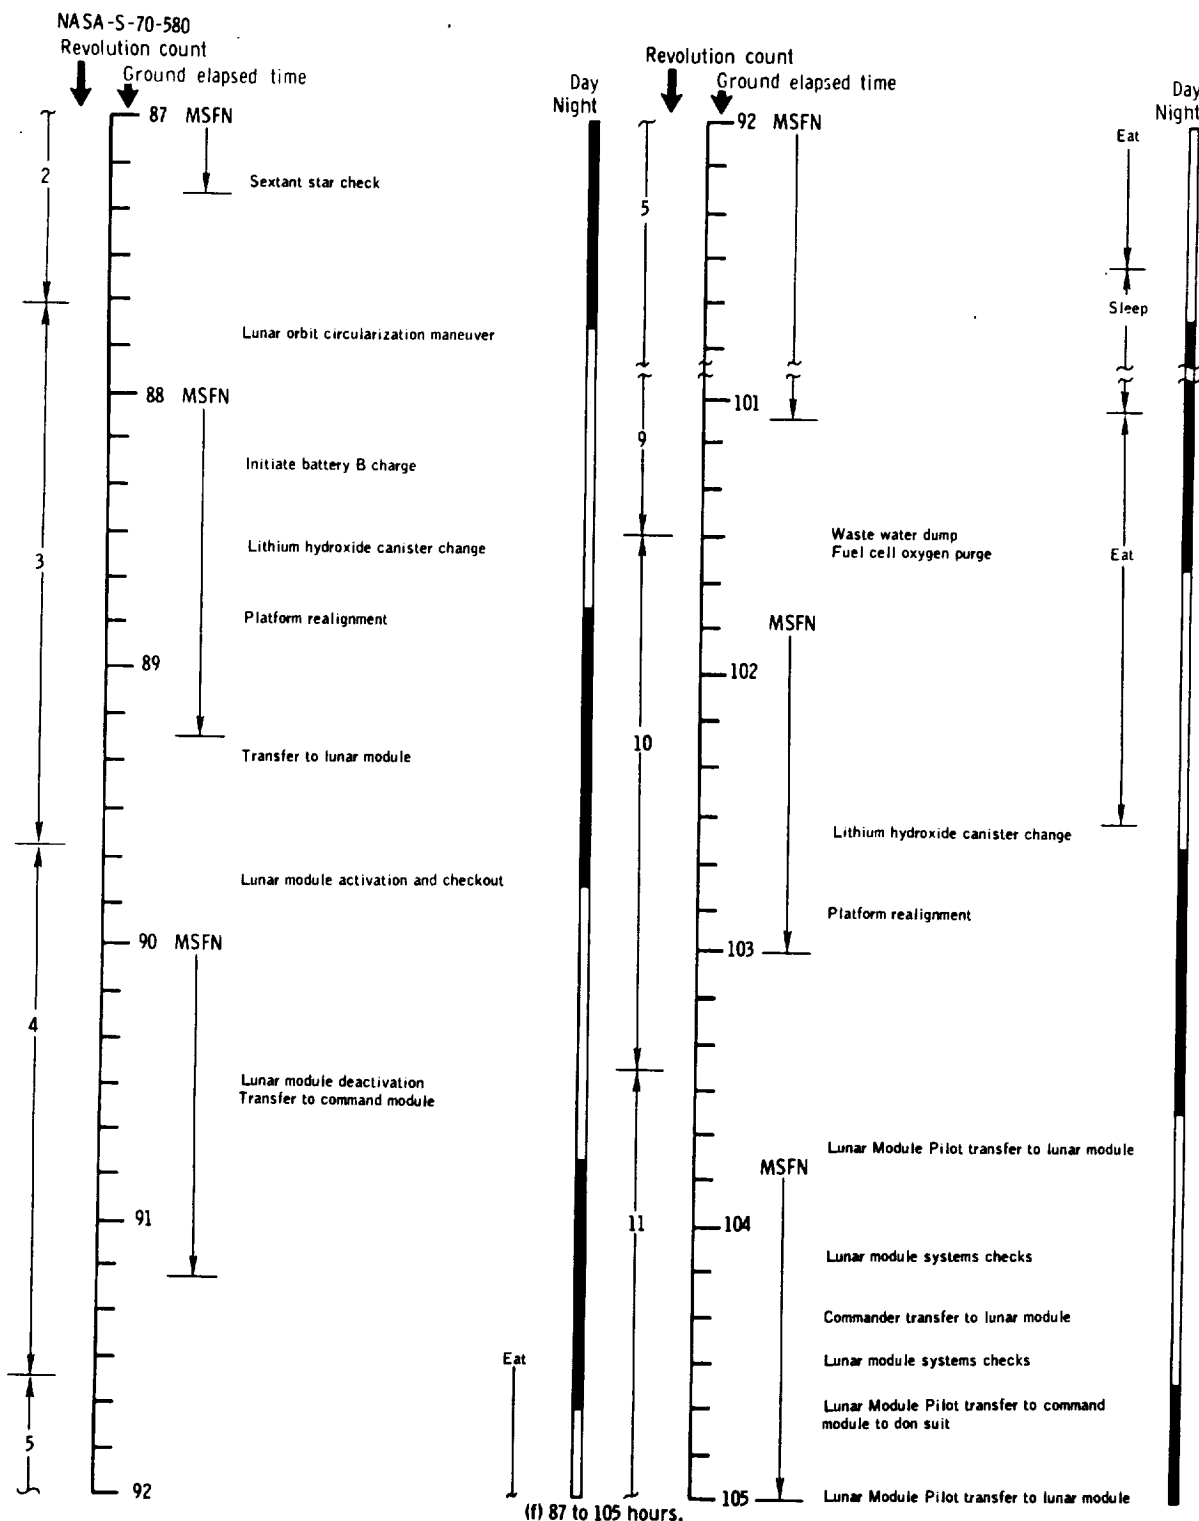 NASA-S-70-580
Revolution count
Ground elapsed time
Day
Night
87 MSFN
2
Sextant star check
Lunar orbit circularization maneuver
88 MSFN
Initiate battery B charge
Lithium hydroxide canister change
3
Platform realignment
89
Transfer to lunar module
Lunar module activation and checkout
90 MSFN
4
Lunar module deactivation
Transfer to command module
91
Eat
5
92
Revolution count
Ground elapsed time
Day
Night
92 MSFN
Eat
5
Sleep
101
9
Waste water dump
Fuel cell oxygen purge
Eat
MSFN
102
10
Lithium hydroxide canister change
Platform realignment
103
Lunar Module Pilot transfer to lunar module
MSFN
11
104
Lunar module systems checks
Commander transfer to lunar module
Lunar module systems checks
Lunar Module Pilot transfer to command
module to don suit
105
Lunar Module Pilot transfer to lunar module
(f) 87 to 105 hours.